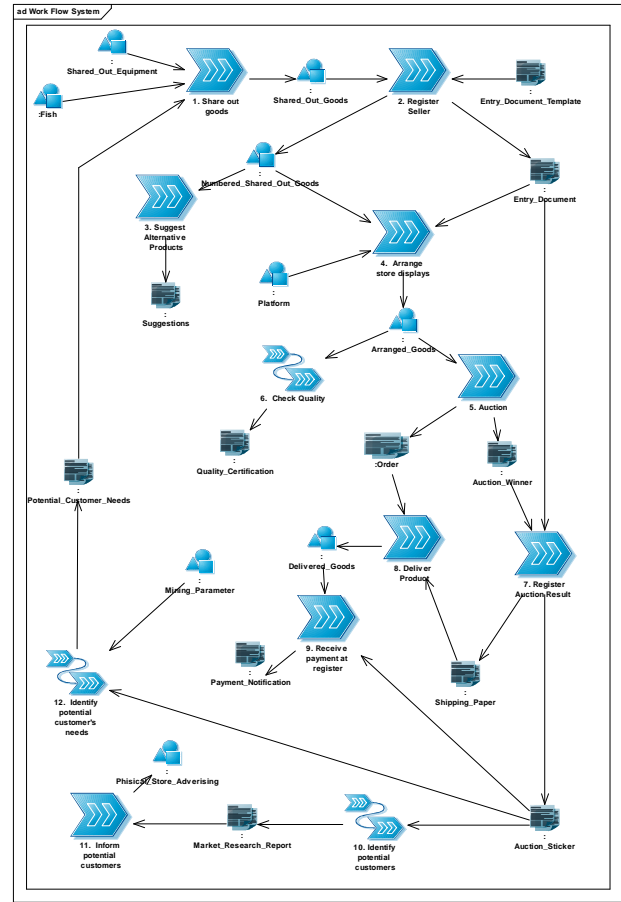 ad Work Flow System
:
Shared_Out_Equipment
:Fish
1. Share out
goods
:
Shared_Out_Goods
2. Register
Seller
:
Entry_Document_Template
:
Numbered_Shared_Out_Goods
:
Entry_Document
3. Suggest
Alternative
Products
4. Arrange
store displays
:
Platform
:
Suggestions
:
Arranged_Goods
6. Check Quality
5. Auction
:
Quality_Certification
:Order
:
Auction_Winner
:
Potential_Customer_Needs
:
Delivered_Goods
8. Deliver
Product
7. Register
Auction Result
:
Mining_Parameter
9. Receive
payment at
register
:
Payment_Notification
:
Shipping_Paper
12. Identify
potential
customer's
needs
:
Phisical_Store_Adverising
11. Inform
potential
customers
:
Market_Research_Report
10. Identify
potential
customers
:
Auction_Sticker